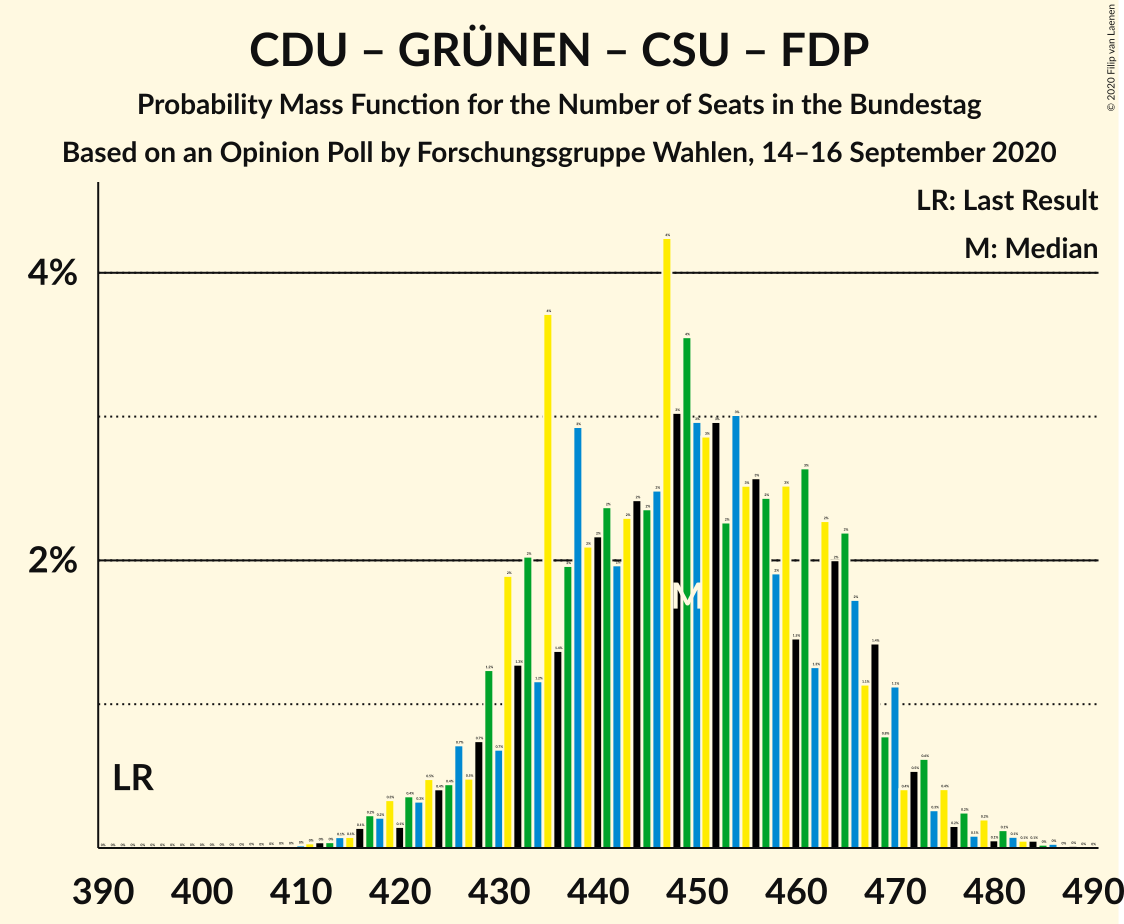 CDU – GRÜNEN – CSU – FDP
Probability Mass Function for the Number of Seats in the Bundestag
Based on an Opinion Poll by Forschungsgruppe Wahlen, 14–16 September 2020
© 2020 Filip van Laenen
LR: Last Result
M: Median
4%
2%
LR
M
390 400 410 420 430 440 450 460 470 480 490